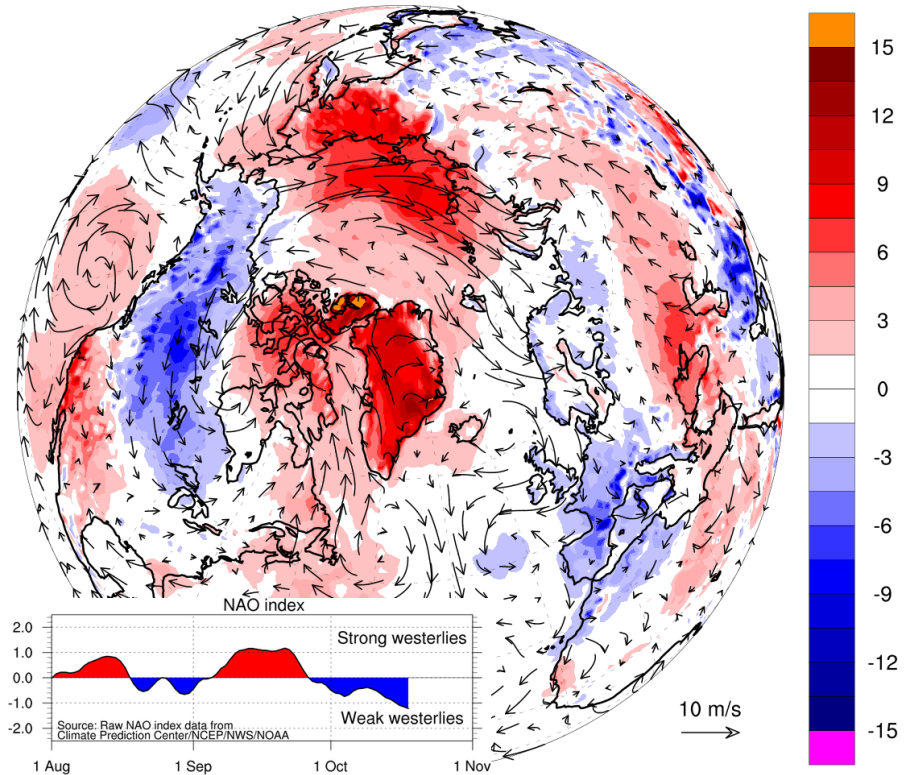 15
12
9
6
3
0
-3
-6
-9
-12
-15
10 m/s
NAO index
2.0
1.0
0.0
-1.0
-2.0
Strong westerlies
Weak westerlies
Source: Raw NAO index data from
Climate Prediction Center/NCEP/NWS/NOAA
1 Aug
1 Sep
1 Oct
1 Nov